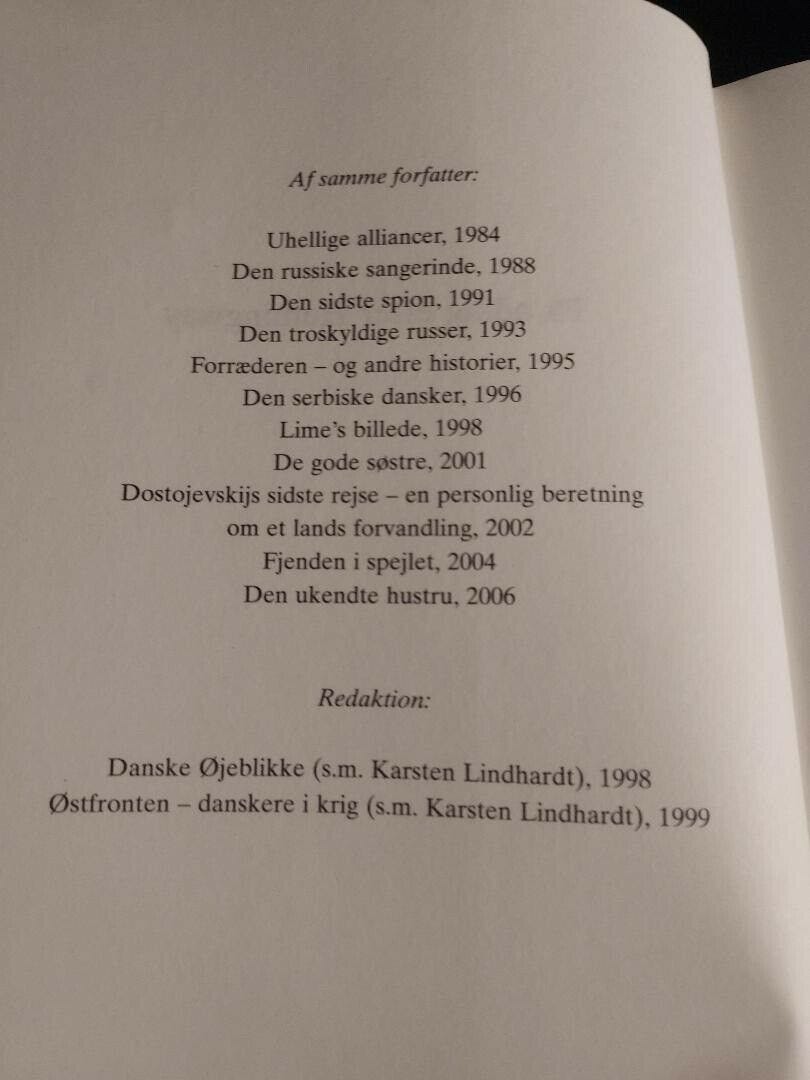 Af samme forfatter:
Uhellige alliancer, 1984
Den russiske sangerinde, 1988
Den sidste spion, 1991
Den troskyldige russer, 1993
Forræderen – og andre historier, 1995
Den serbiske dansker, 1996
Lime's billede, 1998
De gode søstre, 2001
Dostojevskijs sidste rejse – en personlig beretning
om et lands forvandling, 2002
Fjenden i spejlet, 2004
Den ukendte hustru, 2006
Redaktion:
Danske Øjeblikke (s.m. Karsten Lindhardt), 1998
Østfronten – danskere i krig (s.m. Karsten Lindhardt), 1999